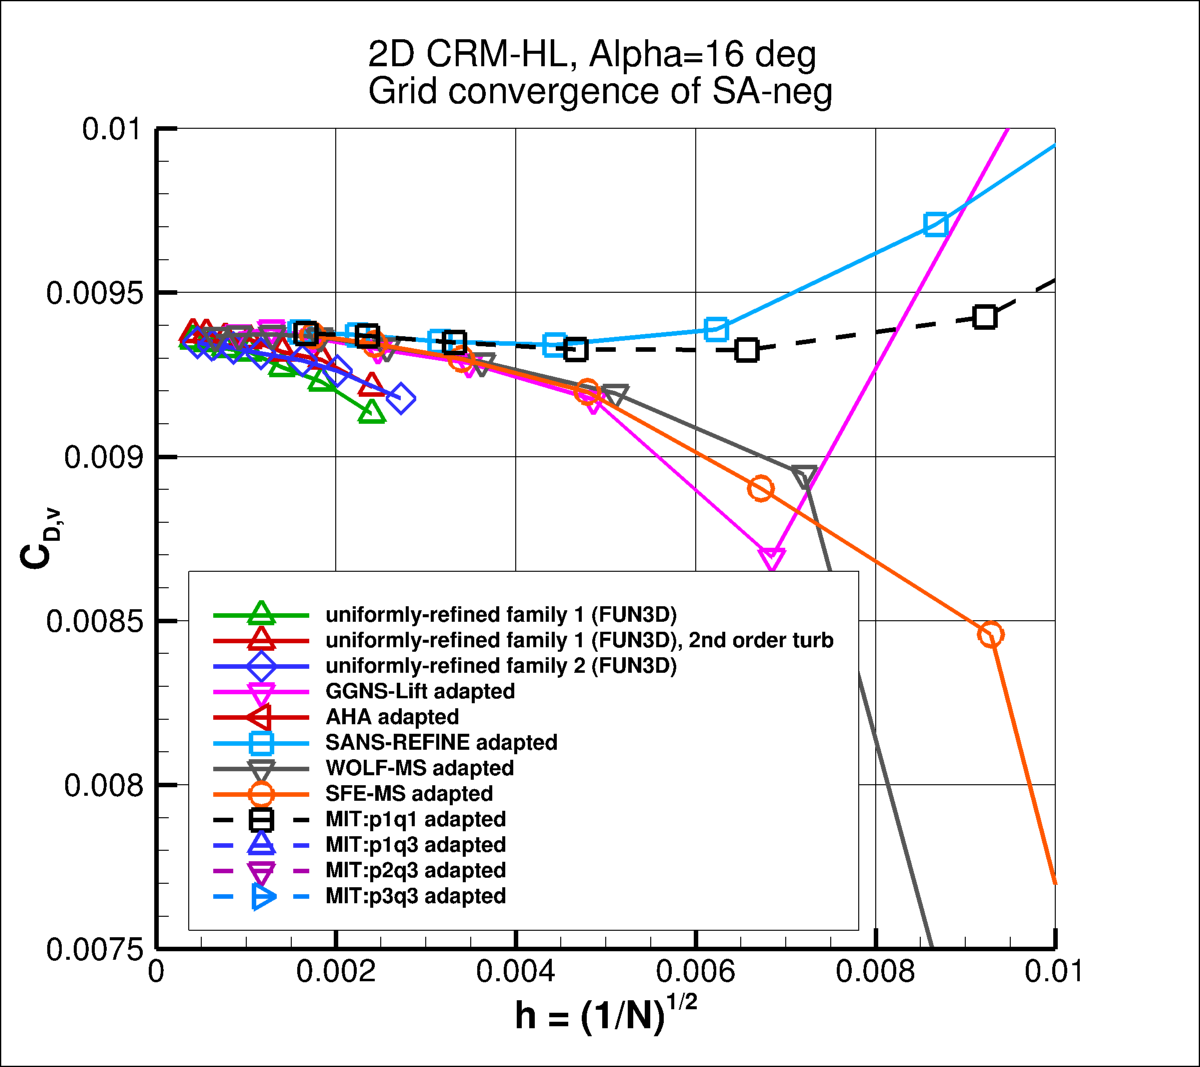 2D CRM-HL, Alpha=16 deg
Grid convergence of SA-neg
0.01
0.0095
0.009
0.0085
0.008
0.0075
C_D,v
uniformly-refined family 1 (FUN3D)
uniformly-refined family 1 (FUN3D), 2nd order turb
uniformly-refined family 2 (FUN3D)
GGNS-Lift adapted
AHA adapted
SANS-REFINE adapted
WOLF-MS adapted
SFE-MS adapted
MIT:p1q1 adapted
MIT:p1q3 adapted
MIT:p2q3 adapted
MIT:p3q3 adapted
0 0.002 0.004 0.006 0.008 0.01
h = (1/N)^1/2